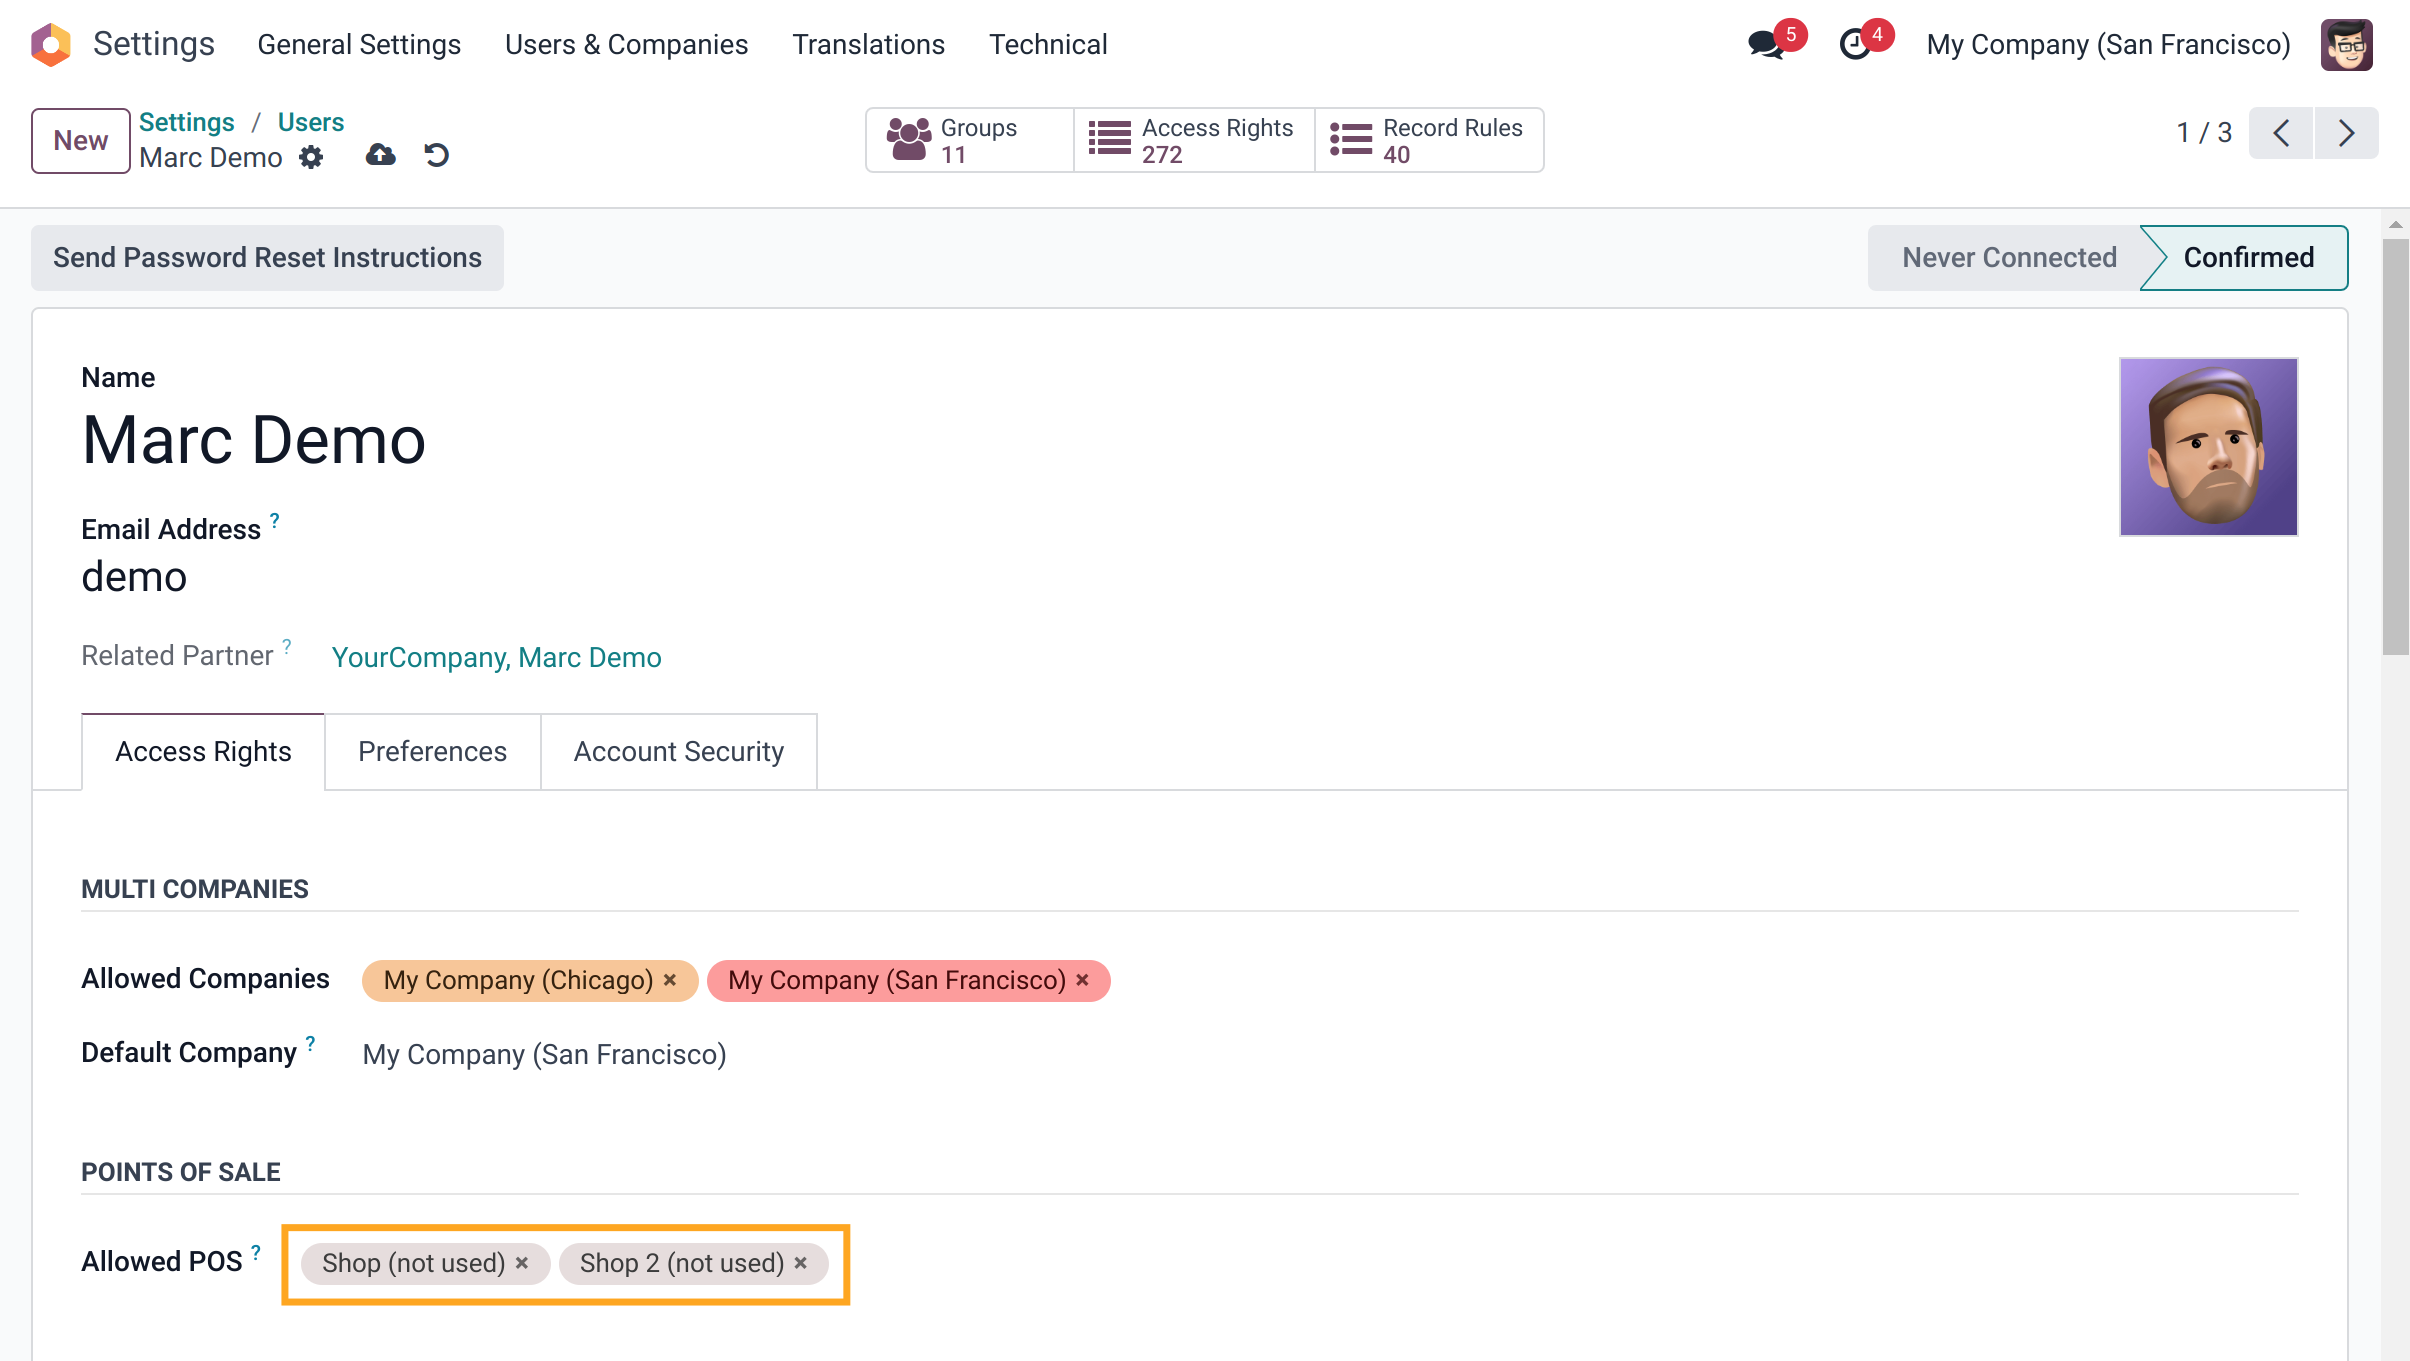 Settings General Settings Users & Companies Translations Technical 5 4 My Company (San Francisco)
New Settings / Users
Marc Demo
Groups 11
Access Rights 272
Record Rules 40
1 / 3
Send Password Reset Instructions Never Connected Confirmed
Name
Marc Demo
Email Address ?
demo
Related Partner ? YourCompany, Marc Demo
Access Rights Preferences Account Security
MULTI COMPANIES
Allowed Companies My Company (Chicago) × My Company (San Francisco) ×
Default Company ? My Company (San Francisco)
POINTS OF SALE
Allowed POS ? Shop (not used) × Shop 2 (not used) ×